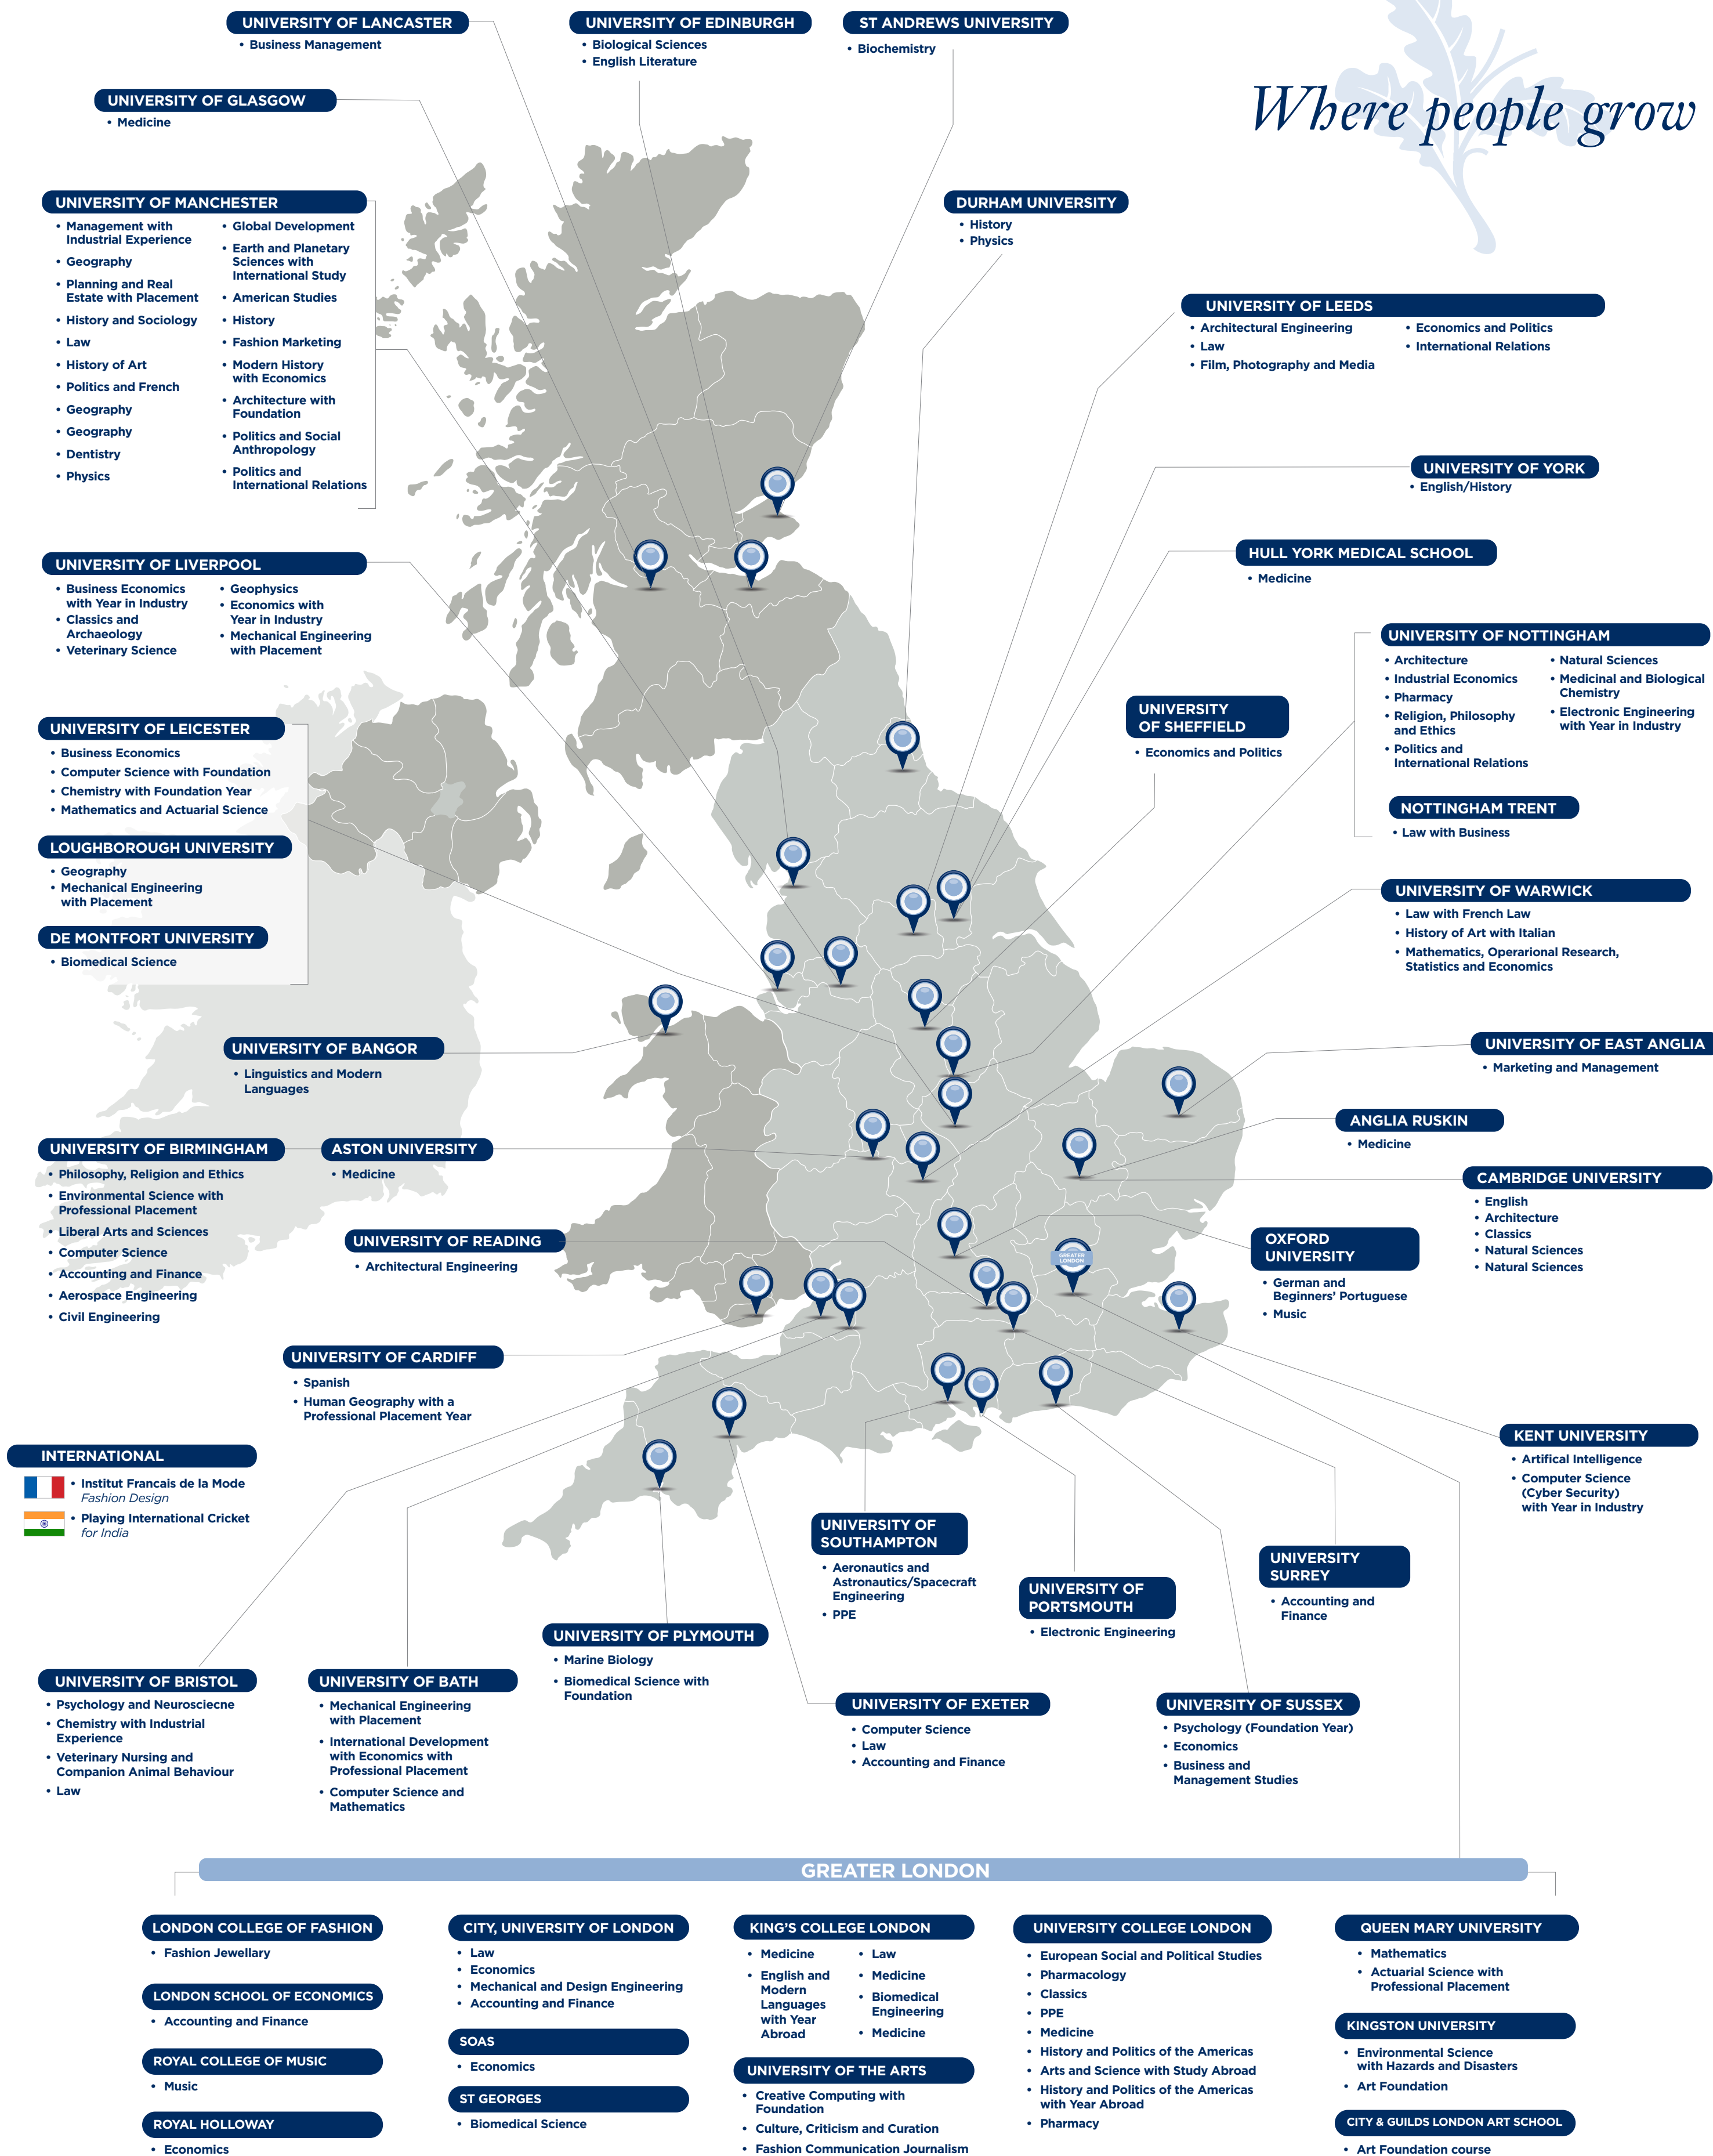 UNIVERSITY OF LANCASTER
• Business Management
UNIVERSITY OF EDINBURGH
• Biological Sciences
• English Literature
ST ANDREWS UNIVERSITY
• Biochemistry
Where people grow
UNIVERSITY OF GLASGOW
• Medicine
UNIVERSITY OF MANCHESTER
• Management with
Industrial Experience
• Geography
• Planning and Real
Estate with Placement
• History and Sociology
• Law
• History of Art
• Politics and French
• Geography
• Geography
• Dentistry
• Physics
• Global Development
• Earth and Planetary
Sciences with
International Study
• American Studies
• History
• Fashion Marketing
• Modern History
with Economics
• Architecture with
Foundation
• Politics and Social
Anthropology
• Politics and
International Relations
DURHAM UNIVERSITY
• History
• Physics
UNIVERSITY OF LEEDS
• Architectural Engineering
• Law
• Film, Photography and Media
• Economics and Politics
• International Relations
UNIVERSITY OF YORK
• English/History
HULL YORK MEDICAL SCHOOL
• Medicine
UNIVERSITY OF LIVERPOOL
• Business Economics
with Year in Industry
• Classics and
Archaeology
• Veterinary Science
• Geophysics
• Economics with
Year in Industry
• Mechanical Engineering
with Placement
UNIVERSITY OF NOTTINGHAM
• Architecture
• Industrial Economics
• Pharmacy
• Religion, Philosophy
and Ethics
• Politics and
International Relations
• Natural Sciences
• Medicinal and Biological
Chemistry
• Electronic Engineering
with Year in Industry
NOTTINGHAM TRENT
• Law with Business
UNIVERSITY
OF SHEFFIELD
• Economics and Politics
UNIVERSITY OF LEICESTER
• Business Economics
• Computer Science with Foundation
• Chemistry with Foundation Year
• Mathematics and Actuarial Science
LOUGHBOROUGH UNIVERSITY
• Geography
• Mechanical Engineering
with Placement
DE MONTFORT UNIVERSITY
• Biomedical Science
UNIVERSITY OF WARWICK
• Law with French Law
• History of Art with Italian
• Mathematics, Operarional Research,
Statistics and Economics
UNIVERSITY OF BANGOR
• Linguistics and Modern
Languages
UNIVERSITY OF EAST ANGLIA
• Marketing and Management
ANGLIA RUSKIN
• Medicine
UNIVERSITY OF BIRMINGHAM
• Philosophy, Religion and Ethics
• Environmental Science with
Professional Placement
• Liberal Arts and Sciences
• Computer Science
• Accounting and Finance
• Aerospace Engineering
• Civil Engineering
ASTON UNIVERSITY
• Medicine
CAMBRIDGE UNIVERSITY
• English
• Architecture
• Classics
• Natural Sciences
• Natural Sciences
UNIVERSITY OF READING
• Architectural Engineering
OXFORD
UNIVERSITY
• German and
Beginners' Portuguese
• Music
GREATER
LONDON
UNIVERSITY OF CARDIFF
• Spanish
• Human Geography with a
Professional Placement Year
KENT UNIVERSITY
• Artifical Intelligence
• Computer Science
(Cyber Security)
with Year in Industry
INTERNATIONAL
• Institut Francais de la Mode
Fashion Design
• Playing International Cricket
for India
UNIVERSITY OF
SOUTHAMPTON
• Aeronautics and
Astronautics/Spacecraft
Engineering
• PPE
UNIVERSITY OF
PORTSMOUTH
• Electronic Engineering
UNIVERSITY
SURREY
• Accounting and
Finance
UNIVERSITY OF PLYMOUTH
• Marine Biology
• Biomedical Science with
Foundation
UNIVERSITY OF BRISTOL
• Psychology and Neurosciecne
• Chemistry with Industrial
Experience
• Veterinary Nursing and
Companion Animal Behaviour
• Law
UNIVERSITY OF BATH
• Mechanical Engineering
with Placement
• International Development
with Economics with
Professional Placement
• Computer Science and
Mathematics
UNIVERSITY OF EXETER
• Computer Science
• Law
• Accounting and Finance
UNIVERSITY OF SUSSEX
• Psychology (Foundation Year)
• Economics
• Business and
Management Studies
GREATER LONDON
LONDON COLLEGE OF FASHION
• Fashion Jewellary
LONDON SCHOOL OF ECONOMICS
• Accounting and Finance
ROYAL COLLEGE OF MUSIC
• Music
ROYAL HOLLOWAY
• Economics
CITY, UNIVERSITY OF LONDON
• Law
• Economics
• Mechanical and Design Engineering
• Accounting and Finance
SOAS
• Economics
ST GEORGES
• Biomedical Science
KING'S COLLEGE LONDON
• Medicine
• English and
Modern
Languages
with Year
Abroad
• Law
• Medicine
• Biomedical
Engineering
• Medicine
UNIVERSITY OF THE ARTS
• Creative Computing with
Foundation
• Culture, Criticism and Curation
• Fashion Communication Journalism
UNIVERSITY COLLEGE LONDON
• European Social and Political Studies
• Pharmacology
• Classics
• PPE
• Medicine
• History and Politics of the Americas
• Arts and Science with Study Abroad
• History and Politics of the Americas
with Year Abroad
• Pharmacy
QUEEN MARY UNIVERSITY
• Mathematics
• Actuarial Science with
Professional Placement
KINGSTON UNIVERSITY
• Environmental Science
with Hazards and Disasters
• Art Foundation
CITY & GUILDS LONDON ART SCHOOL
• Art Foundation course